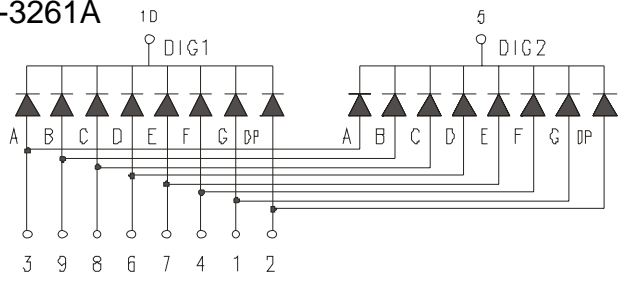 -3261A
10 5
DIG1 DIG2
A B C D E F G DP A B C D E F G DP
3 9 8 6 7 4 1 2